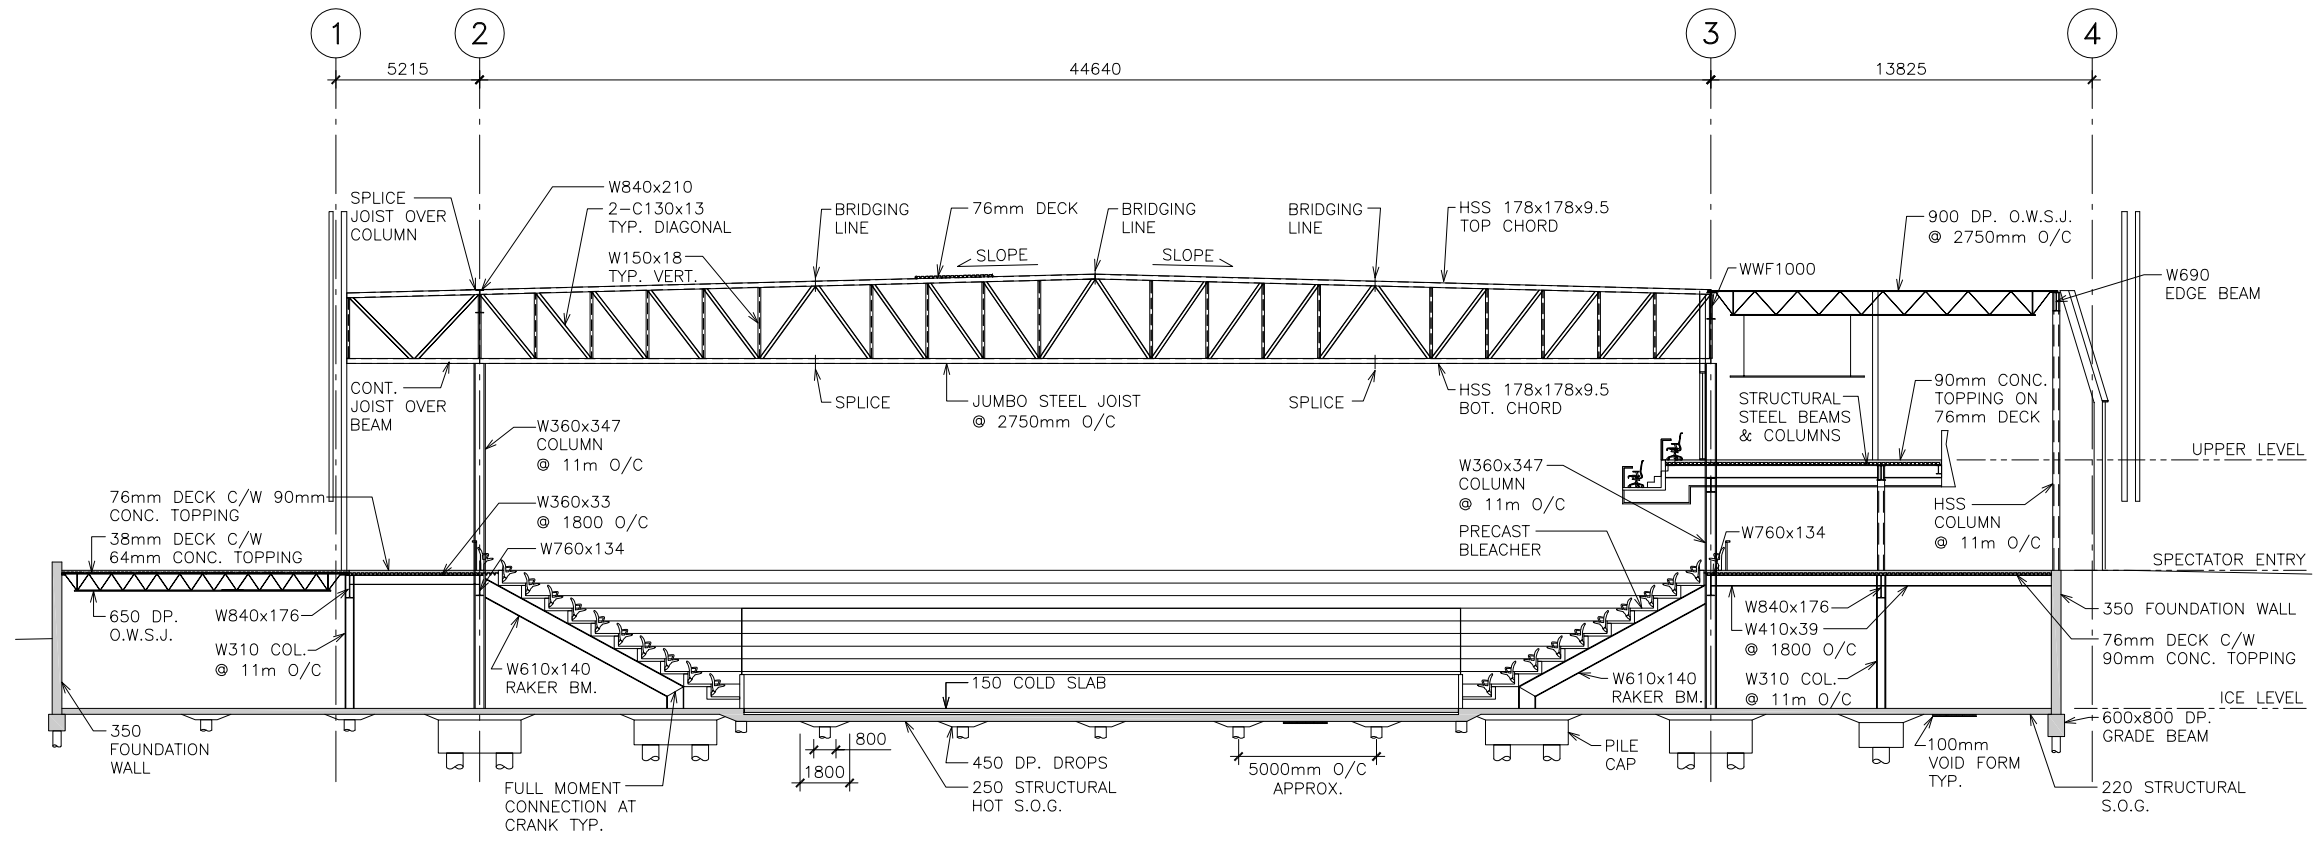 1
2
3
4
5215
44640
13825
SPLICE
JOIST OVER
COLUMN
W840x210
2-C130x13
TYP. DIAGONAL
W150x18
TYP. VERT.
BRIDGING
LINE
76mm DECK
SLOPE
BRIDGING
LINE
SLOPE
BRIDGING
LINE
HSS 178x178x9.5
TOP CHORD
WWF1000
900 DP. O.W.S.J.
@ 2750mm O/C
W690
EDGE BEAM
CONT.
JOIST OVER
BEAM
W360x347
COLUMN
@ 11m O/C
SPLICE
JUMBO STEEL JOIST
@ 2750mm O/C
SPLICE
HSS 178x178x9.5
BOT. CHORD
STRUCTURAL
STEEL BEAMS
& COLUMNS
90mm CONC.
TOPPING ON
76mm DECK
UPPER LEVEL
W360x347
COLUMN
@ 11m O/C
76mm DECK C/W 90mm
CONC. TOPPING
38mm DECK C/W
64mm CONC. TOPPING
W360x33
@ 1800 O/C
W760x134
PRECAST
BLEACHER
W760x134
HSS
COLUMN
@ 11m O/C
SPECTATOR ENTRY
650 DP.
O.W.S.J.
W840x176
W310 COL.
@ 11m O/C
W610x140
RAKER BM.
150 COLD SLAB
W610x140
RAKER BM.
W840x176
W410x39
@ 1800 O/C
W310 COL.
@ 11m O/C
350 FOUNDATION WALL
76mm DECK C/W
90mm CONC. TOPPING
ICE LEVEL
350
FOUNDATION
WALL
FULL MOMENT
CONNECTION AT
CRANK TYP.
800
1800
450 DP. DROPS
250 STRUCTURAL
HOT S.O.G.
5000mm O/C
APPROX.
PILE
CAP
100mm
VOID FORM
TYP.
600x800 DP.
GRADE BEAM
220 STRUCTURAL
S.O.G.